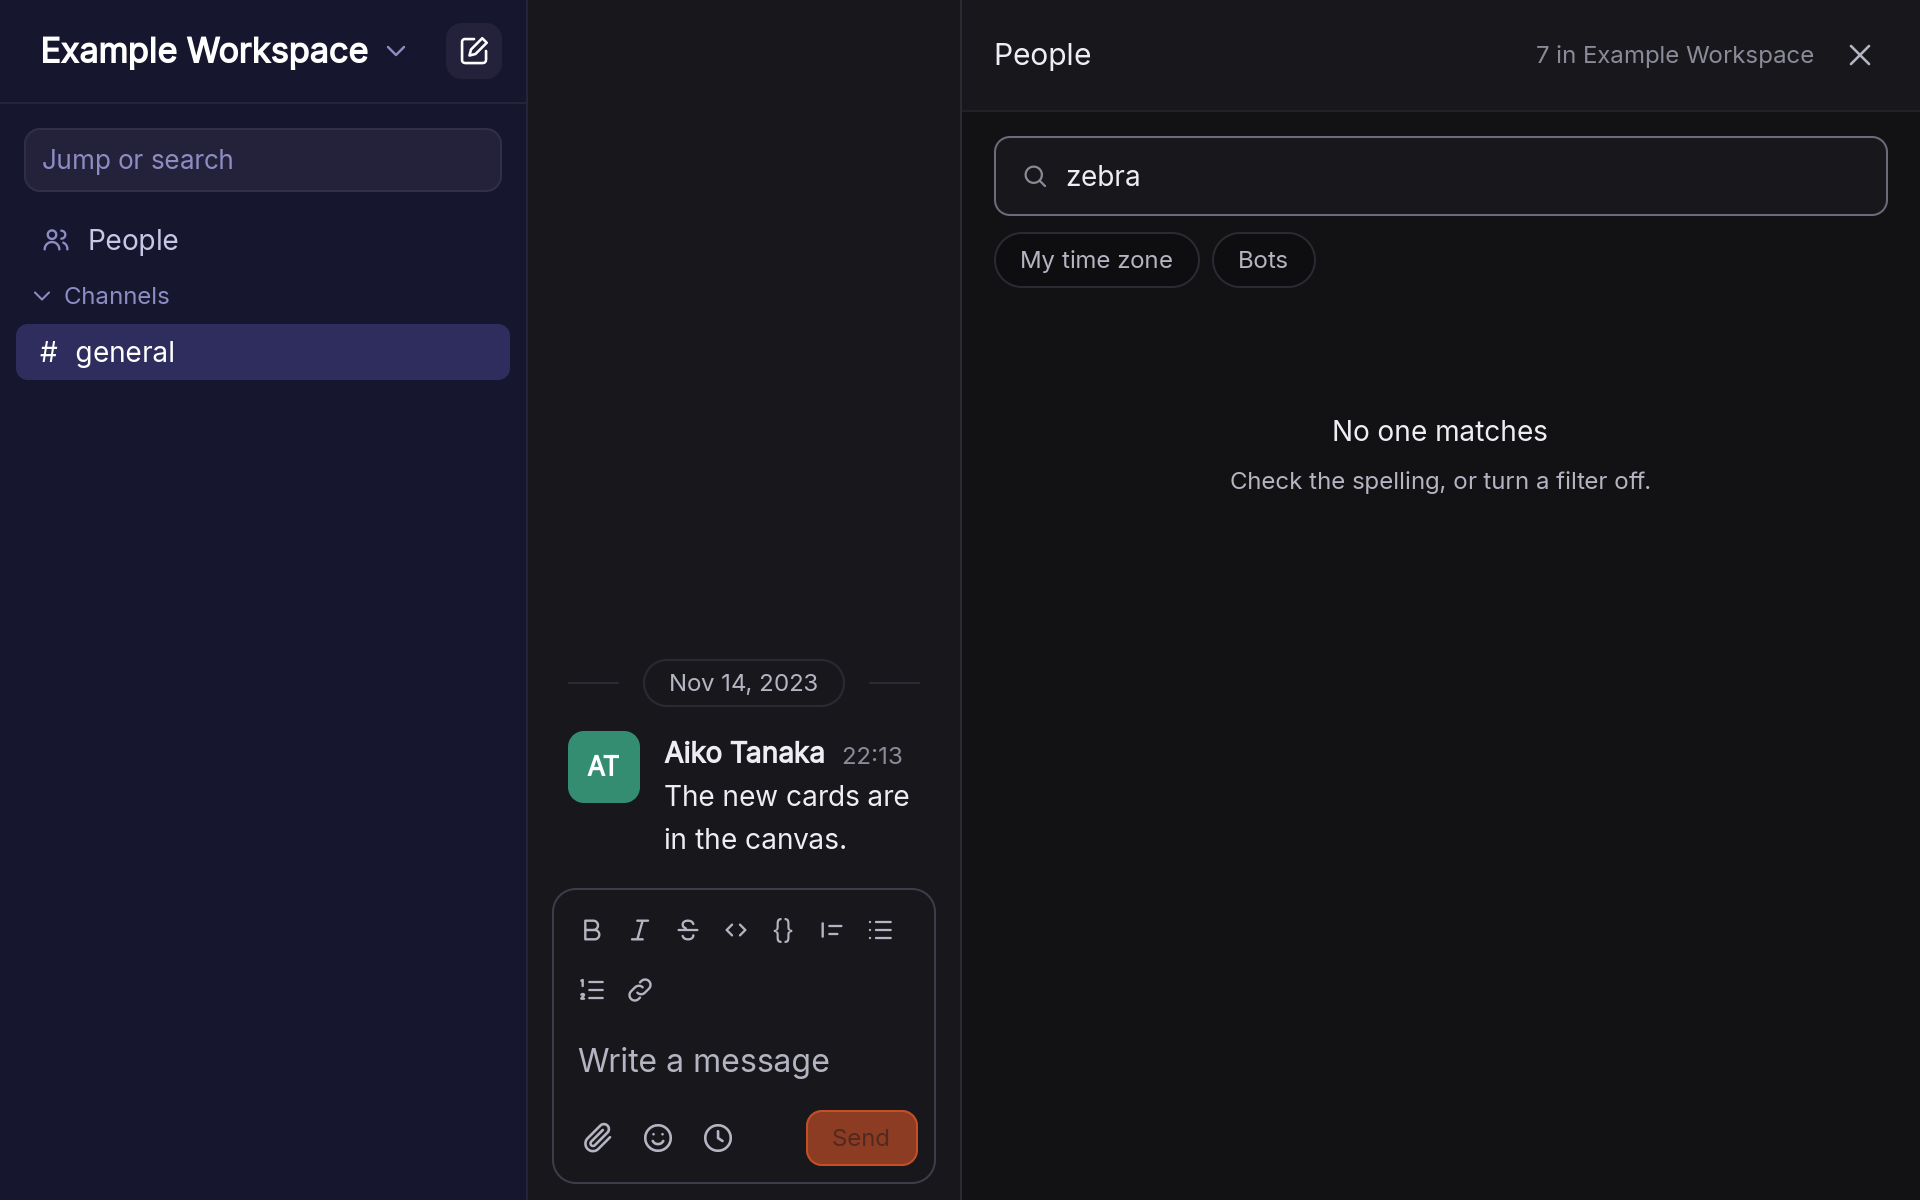 Example Workspace
Jump or search
People
Channels
# general
Nov 14, 2023
AT
Aiko Tanaka 22:13
The new cards are
in the canvas.
Write a message
Send
People
7 in Example Workspace
zebra
My time zone
Bots
No one matches
Check the spelling, or turn a filter off.